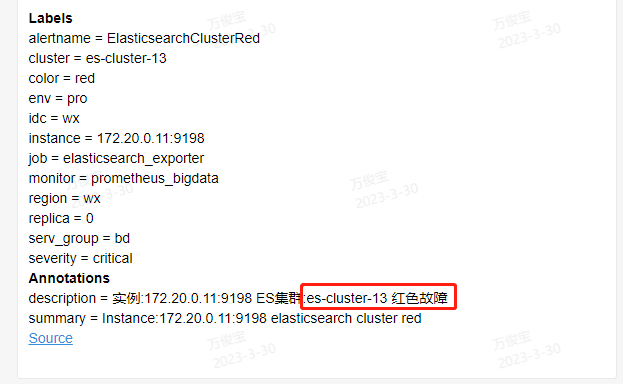 Labels
alertname = ElasticsearchClusterRed
cluster = es-cluster-13
color = red
env = pro
idc = wx
instance = 172.20.0.11:9198
job = elasticsearch_exporter
monitor = prometheus_bigdata
region = wx
replica = 0
serv_group = bd
severity = critical
Annotations
description = 实例:172.20.0.11:9198 ES集群:es-cluster-13 红色故障
summary = Instance:172.20.0.11:9198 elasticsearch cluster red
Source
万俊宝
2023-3-30
万俊宝
2023-3-30
2023-3-30
万俊宝
2023-3-30
万俊宝
2023-3-30
万俊宝
2023-3-30